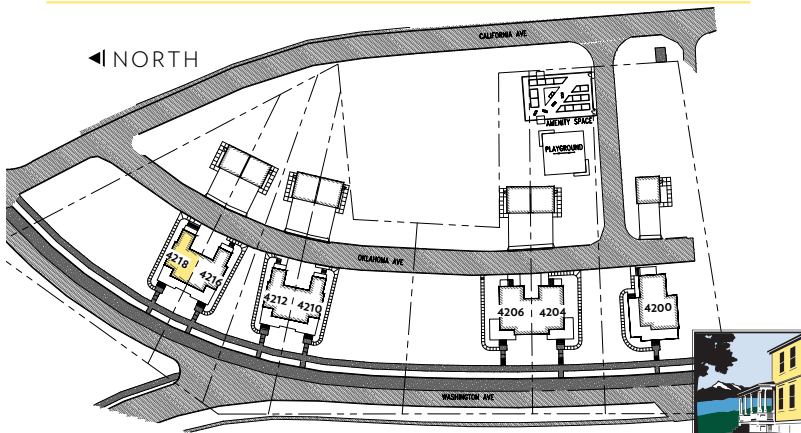 CALIFORNIA AVE
NORTH
AMENITY SPACE
PLAYGROUND
OKLAHOMA AVE
4218
4216
4212
4210
4206
4204
4200
WASHINGTON AVE